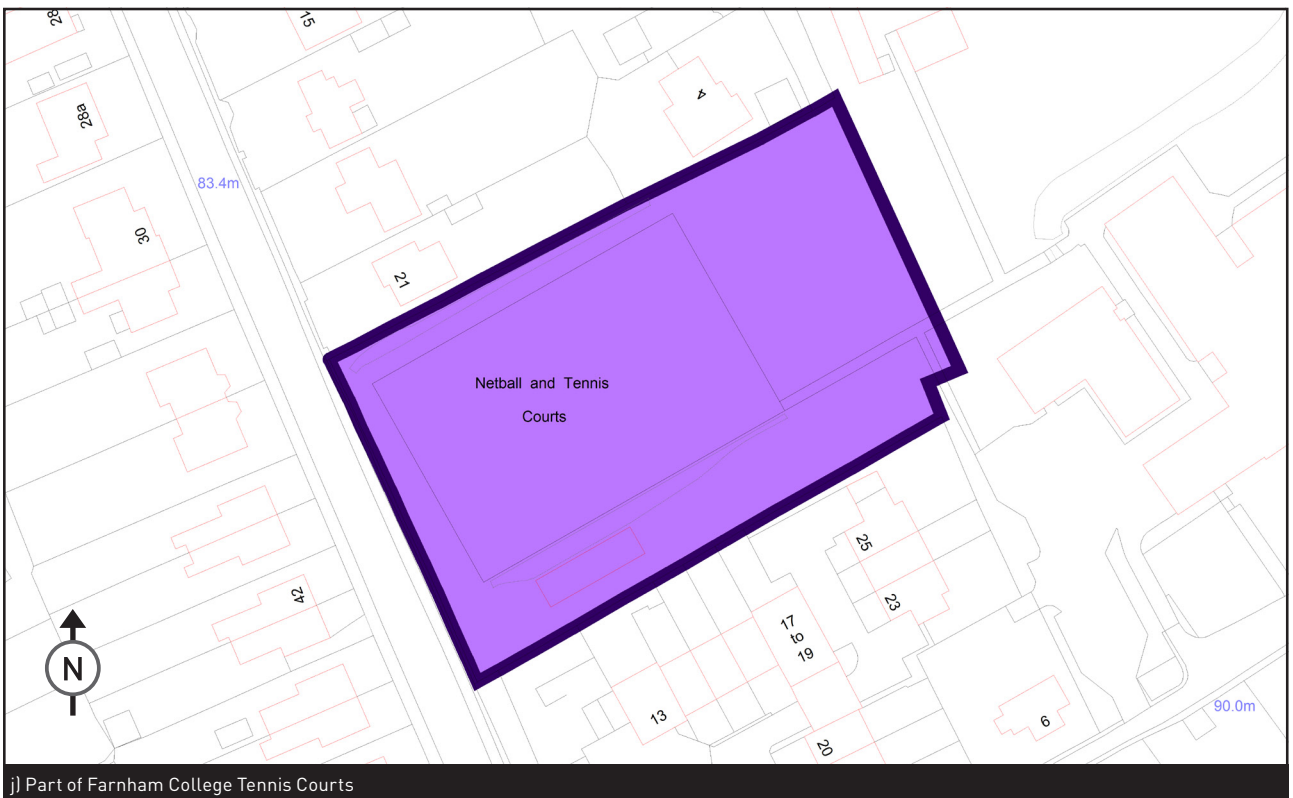 28
15
28a
4
83.4m
30
21
Netball and Tennis
Courts
25
42
23
17
to
19
N
13
6
90.0m
20
j) Part of Farnham College Tennis Courts